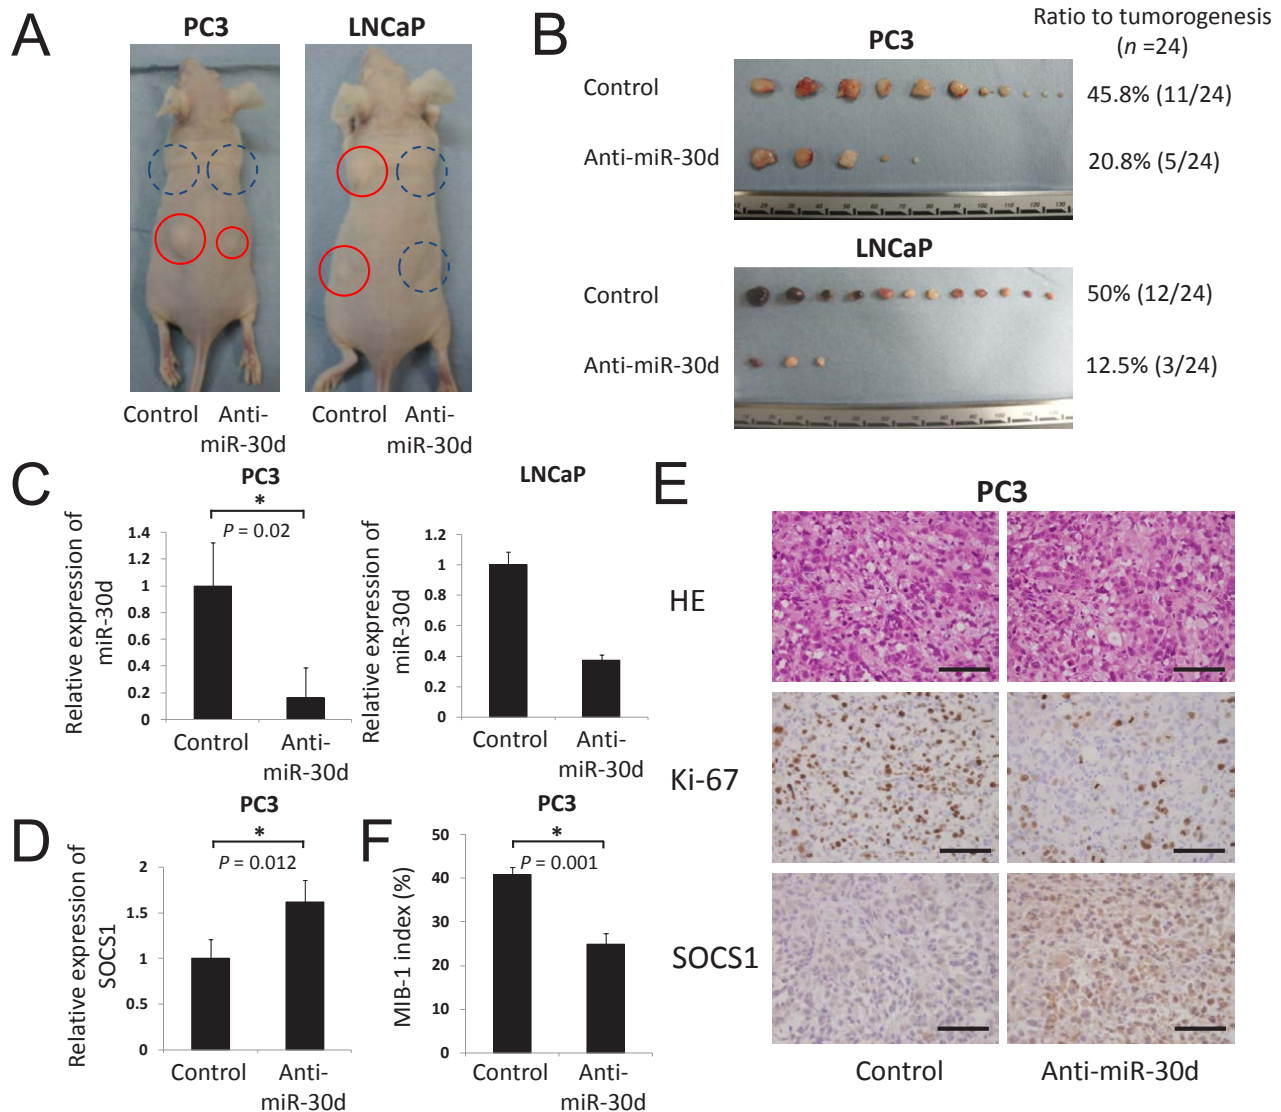 A
PC3
LNCaP
Control
Anti-
miR-30d
Control
Anti-
miR-30d
B
Ratio to tumorogenesis
(n =24)
PC3
Control
45.8% (11/24)
Anti-miR-30d
20.8% (5/24)
LNCaP
Control
50% (12/24)
Anti-miR-30d
12.5% (3/24)
C
PC3
*
P = 0.02
Relative expression of
miR-30d
1.4
1.2
1
0.8
0.6
0.4
0.2
0
Control
Anti-
miR-30d
LNCaP
Relative expression of
miR-30d
1.2
1
0.8
0.6
0.4
0.2
0
Control
Anti-
miR-30d
D
PC3
*
P = 0.012
Relative expression of
SOCS1
2
1.5
1
0.5
0
Control
Anti-
miR-30d
F
PC3
*
P = 0.001
MIB-1 index (%)
50
40
30
20
10
0
Control
Anti-
miR-30d
E
PC3
HE
Ki-67
SOCS1
Control
Anti-miR-30d